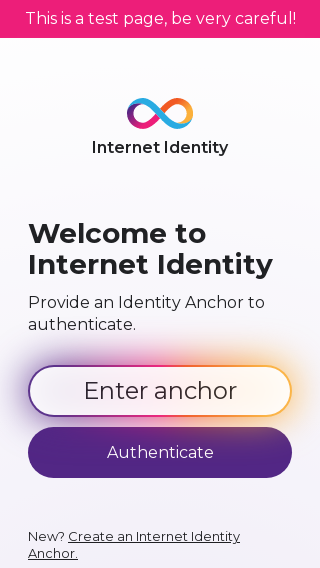 This is a test page, be very careful!
Internet Identity
Welcome to
Internet Identity
Provide an Identity Anchor to
authenticate.
Enter anchor
Authenticate
New? Create an Internet Identity
Anchor.